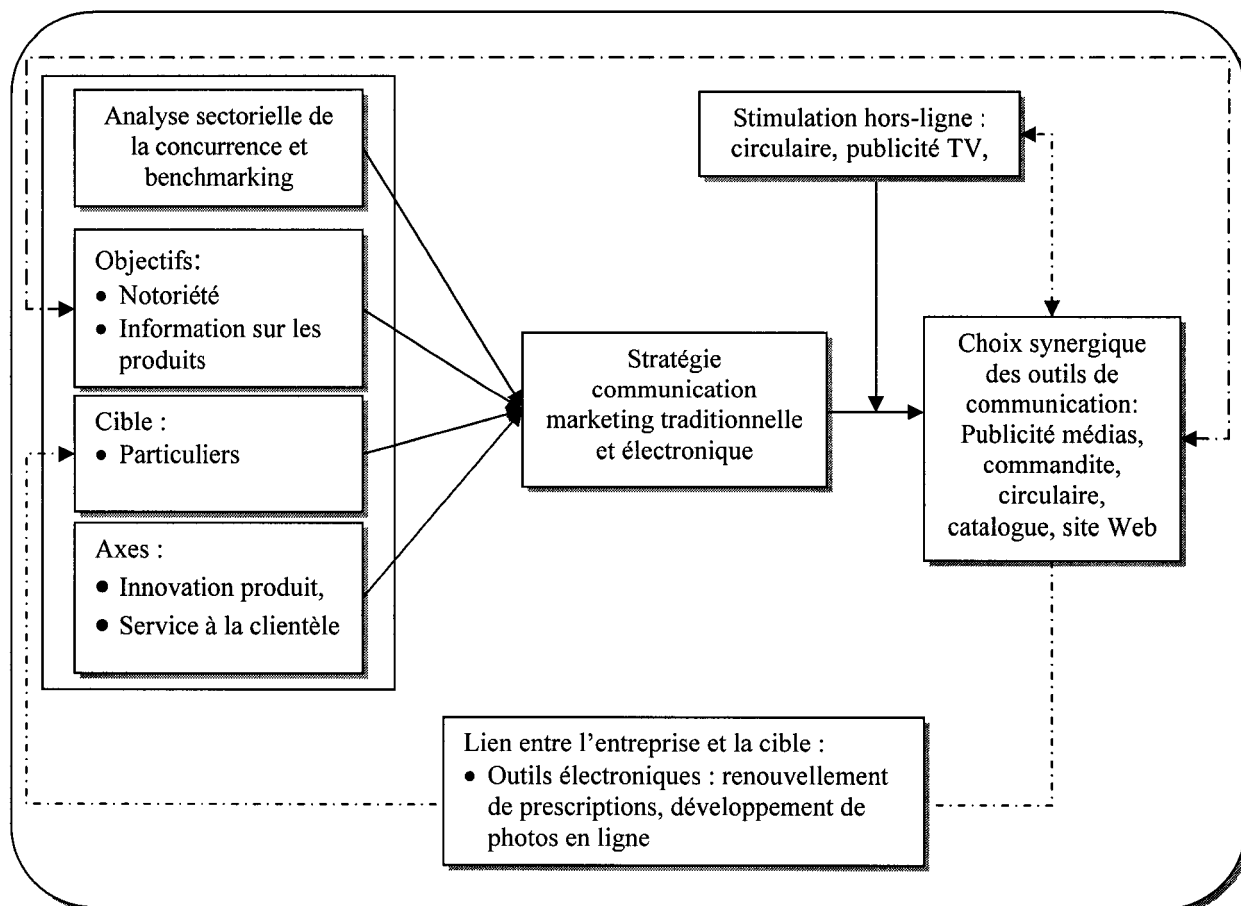 Analyse sectorielle de
la concurrence et
benchmarking
Objectifs:
• Notoriété
• Information sur les
produits
Cible :
• Particuliers
Axes :
• Innovation produit,
• Service à la clientèle
Stratégie
communication
marketing traditionnelle
et électronique
Stimulation hors-ligne :
circulaire, publicité TV,
Choix synergique
des outils de
communication:
Publicité médias,
commandite,
circulaire,
catalogue, site Web
Lien entre l'entreprise et la cible :
• Outils électroniques : renouvellement
de prescriptions, développement de
photos en ligne